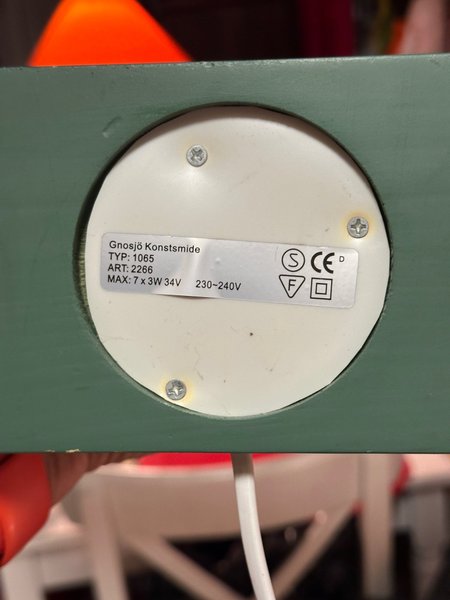 Gnosjö Konstsmide
TYP: 1065
ART: 2266
MAX: 7 x 3W 34V 230~240V
S CE D
F